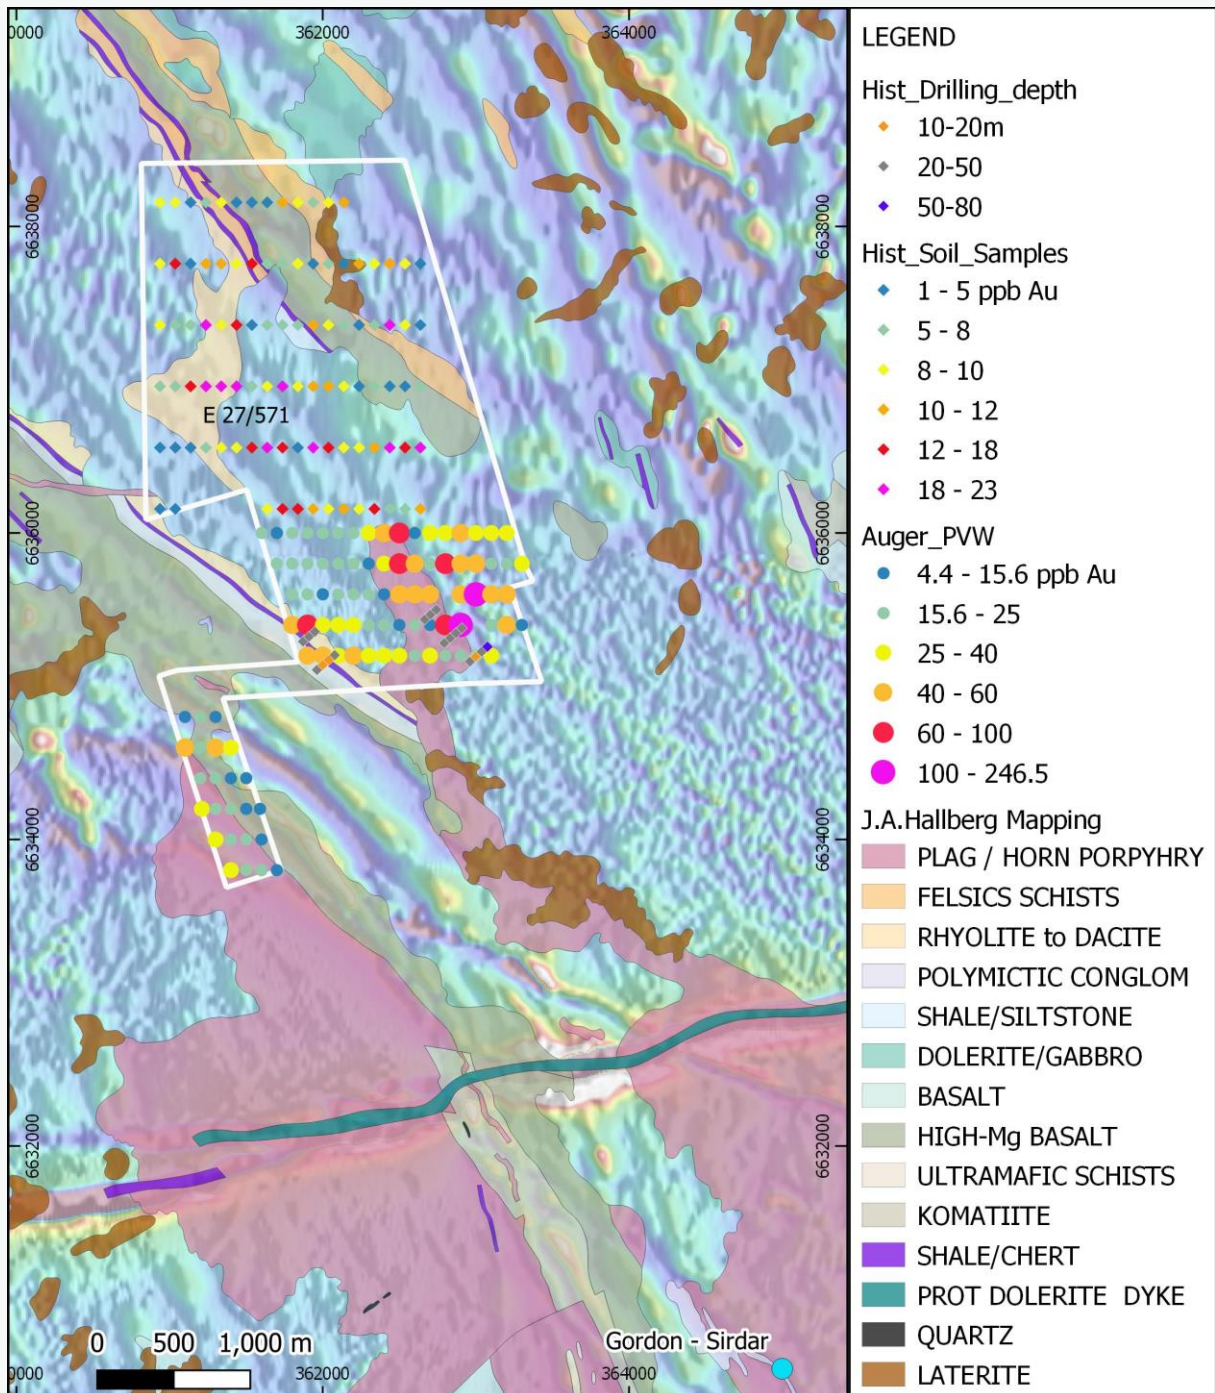 0000
362000
364000
6638000
6638000
E 27/571
6636000
6636000
6634000
6634000
6632000
6632000
0 500 1,000 m
Gordon - Sirdar
0000
362000
364000
LEGEND
Hist_Drilling_depth
10-20m
20-50
50-80
Hist_Soil_Samples
1 - 5 ppb Au
5 - 8
8 - 10
10 - 12
12 - 18
18 - 23
Auger_PVW
4.4 - 15.6 ppb Au
15.6 - 25
25 - 40
40 - 60
60 - 100
100 - 246.5
J.A.Hallberg Mapping
PLAG / HORN PORPYHRY
FELSICS SCHISTS
RHYOLITE to DACITE
POLYMICTIC CONGLOM
SHALE/SILTSTONE
DOLERITE/GABBRO
BASALT
HIGH-Mg BASALT
ULTRAMAFIC SCHISTS
KOMATIITE
SHALE/CHERT
PROT DOLERITE DYKE
QUARTZ
LATERITE